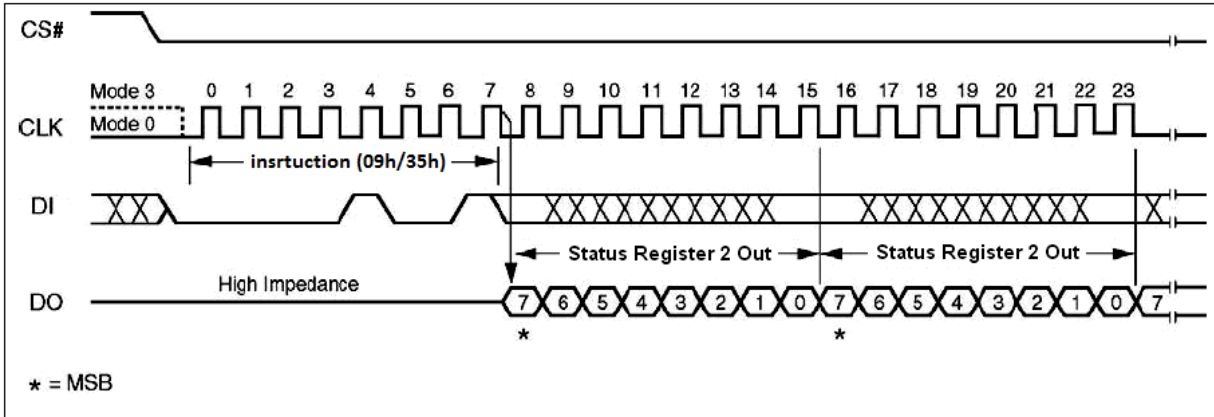 CS#
Mode 3 0 1 2 3 4 5 6 7 8 9 10 11 12 13 14 15 16 17 18 19 20 21 22 23
CLK Mode 0
insrtuction (09h/35h)
DI
Status Register 2 Out Status Register 2 Out
High Impedance
DO 7 6 5 4 3 2 1 0 7 6 5 4 3 2 1 0 7
* *
* = MSB